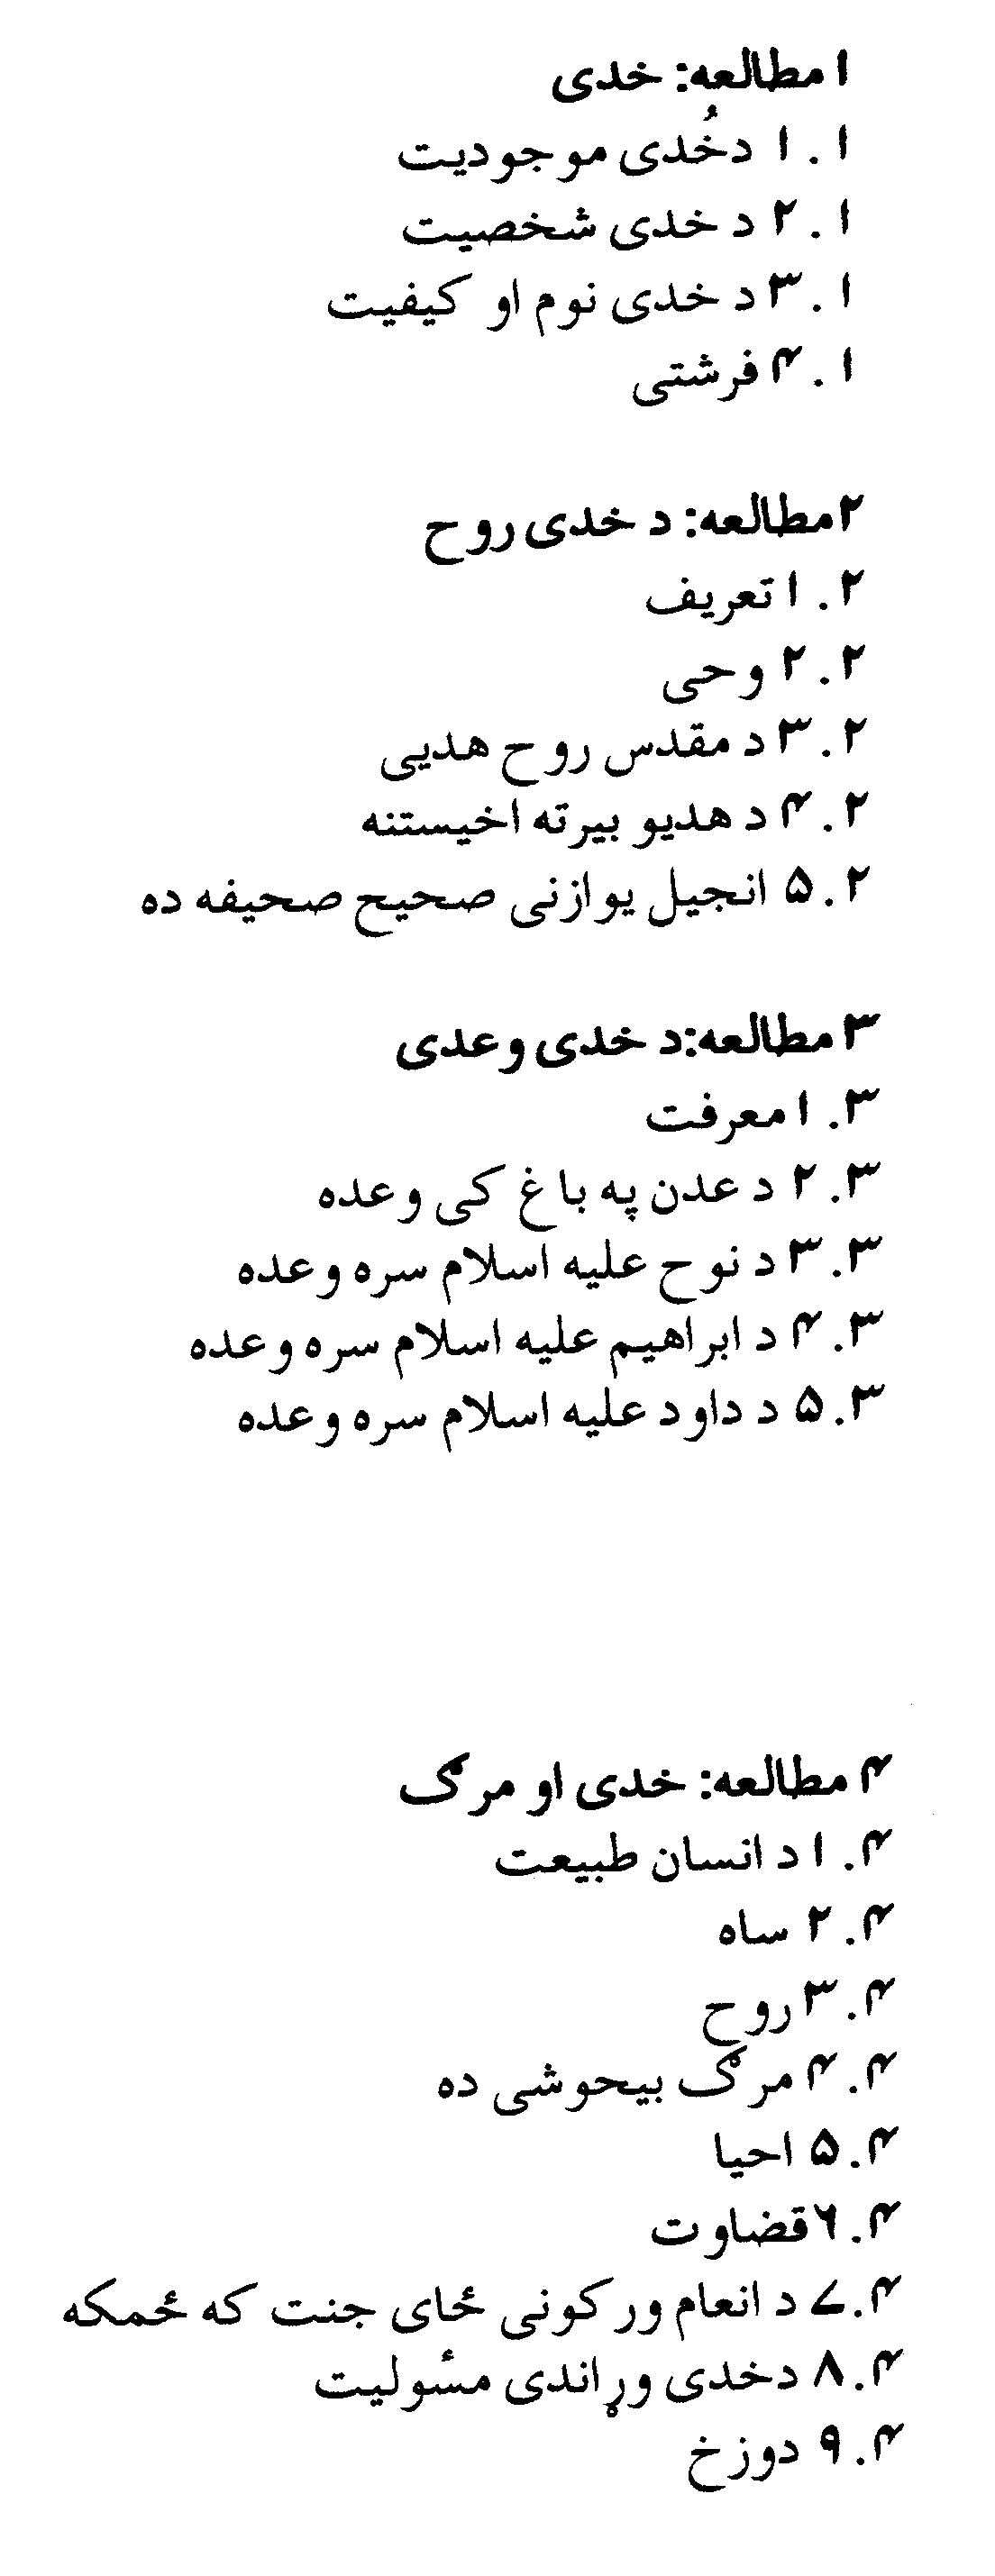 ۱ مطالعه: خدی
۱.۱ دخُدی موجودیت
۱.۲ د خدی شخصیت
۱.۳ د خدی نوم او کیفیت
۱.۴ فرشتی
۲ مطالعه: د خدی روح
۲.۱ تعریف
۲.۲ وحی
۲.۳ د مقدس روح هدیی
۲.۴ د هدیو بیرته اخیستنه
۲.۵ انجیل یوازنی صحیح صحیفه ده
۳ مطالعه:د خدی وعدی
۳.۱ معرفت
۳.۲ د عدن په باغ کی وعده
۳.۳ د نوح علیه اسلام سره وعده
۳.۴ د ابراهیم علیه اسلام سره وعده
۳.۵ د داود علیه اسلام سره وعده
۴ مطالعه: خدی او مرګ
۴.۱ د انسان طبیعت
۴.۲ ساه
۴.۳ روح
۴.۴ مرګ بیحوشی ده
۴.۵ احیا
۴.۶ قضاوت
۴.۷ د انعام ورکونی ځای جنت که ځمکه
۴.۸ دخدی وړاندی مسٔولیت
۴.۹ دوزخ